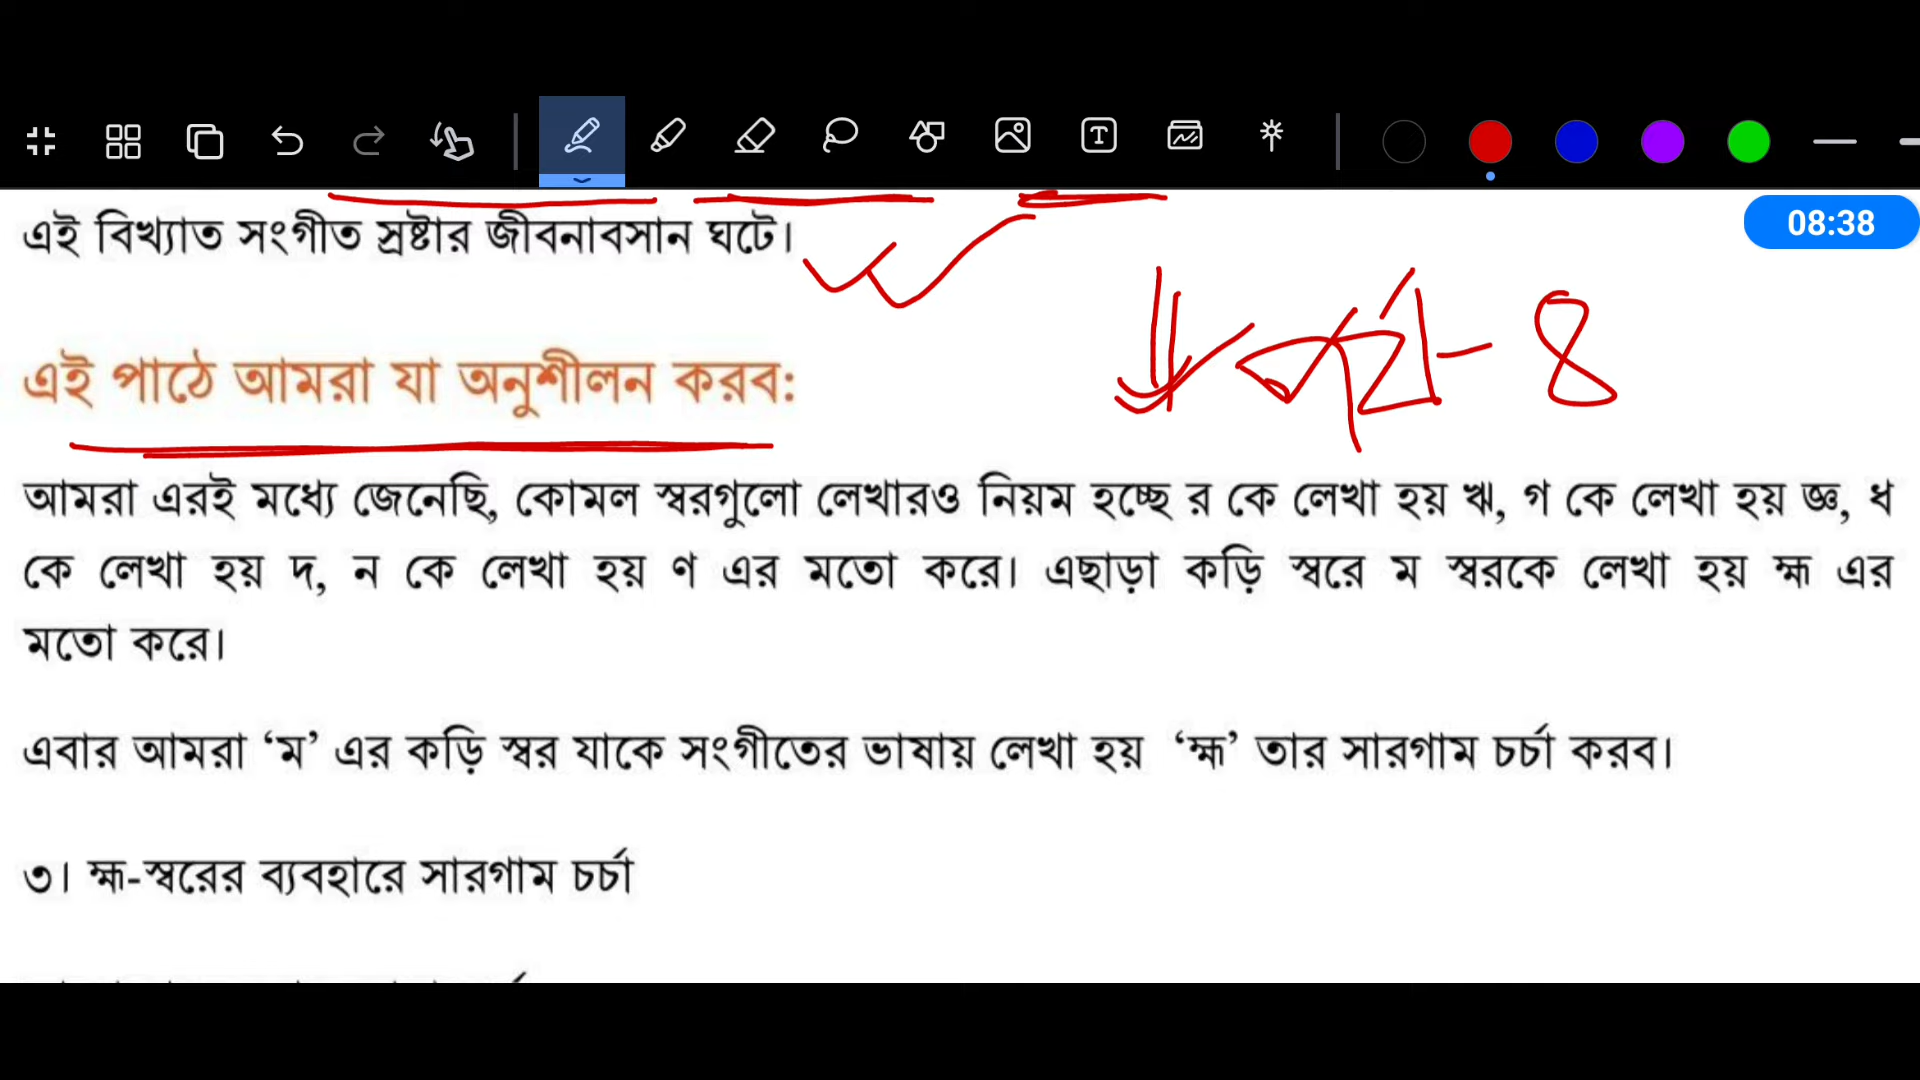 08:38
এই বিখ্যাত সংগীত স্রষ্টার জীবনাবসান ঘটে।
এই পাঠে আমরা যা অনুশীলন করব:
আমরা এরই মধ্যে জেনেছি, কোমল স্বরগুলো লেখারও নিয়ম হচ্ছে র কে লেখা হয় ঋ, গ কে লেখা হয় জ্ঞ, ধ
কে লেখা হয় দ, ন কে লেখা হয় ণ এর মতো করে। এছাড়া কড়ি স্বরে ম স্বরকে লেখা হয় হ্ম এর
মতো করে।
এবার আমরা ‘ম’ এর কড়ি স্বর যাকে সংগীতের ভাষায় লেখা হয় ‘হ্ম’ তার সারগাম চর্চা করব।
৩। হ্ম-স্বরের ব্যবহারে সারগাম চর্চা